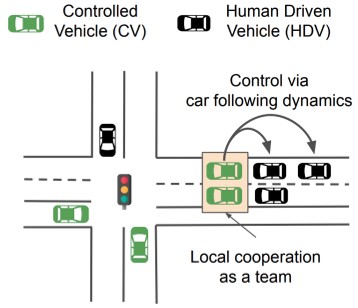 Controlled
Vehicle (CV)
Human Driven
Vehicle (HDV)
Control via
car following dynamics
Local cooperation
as a team